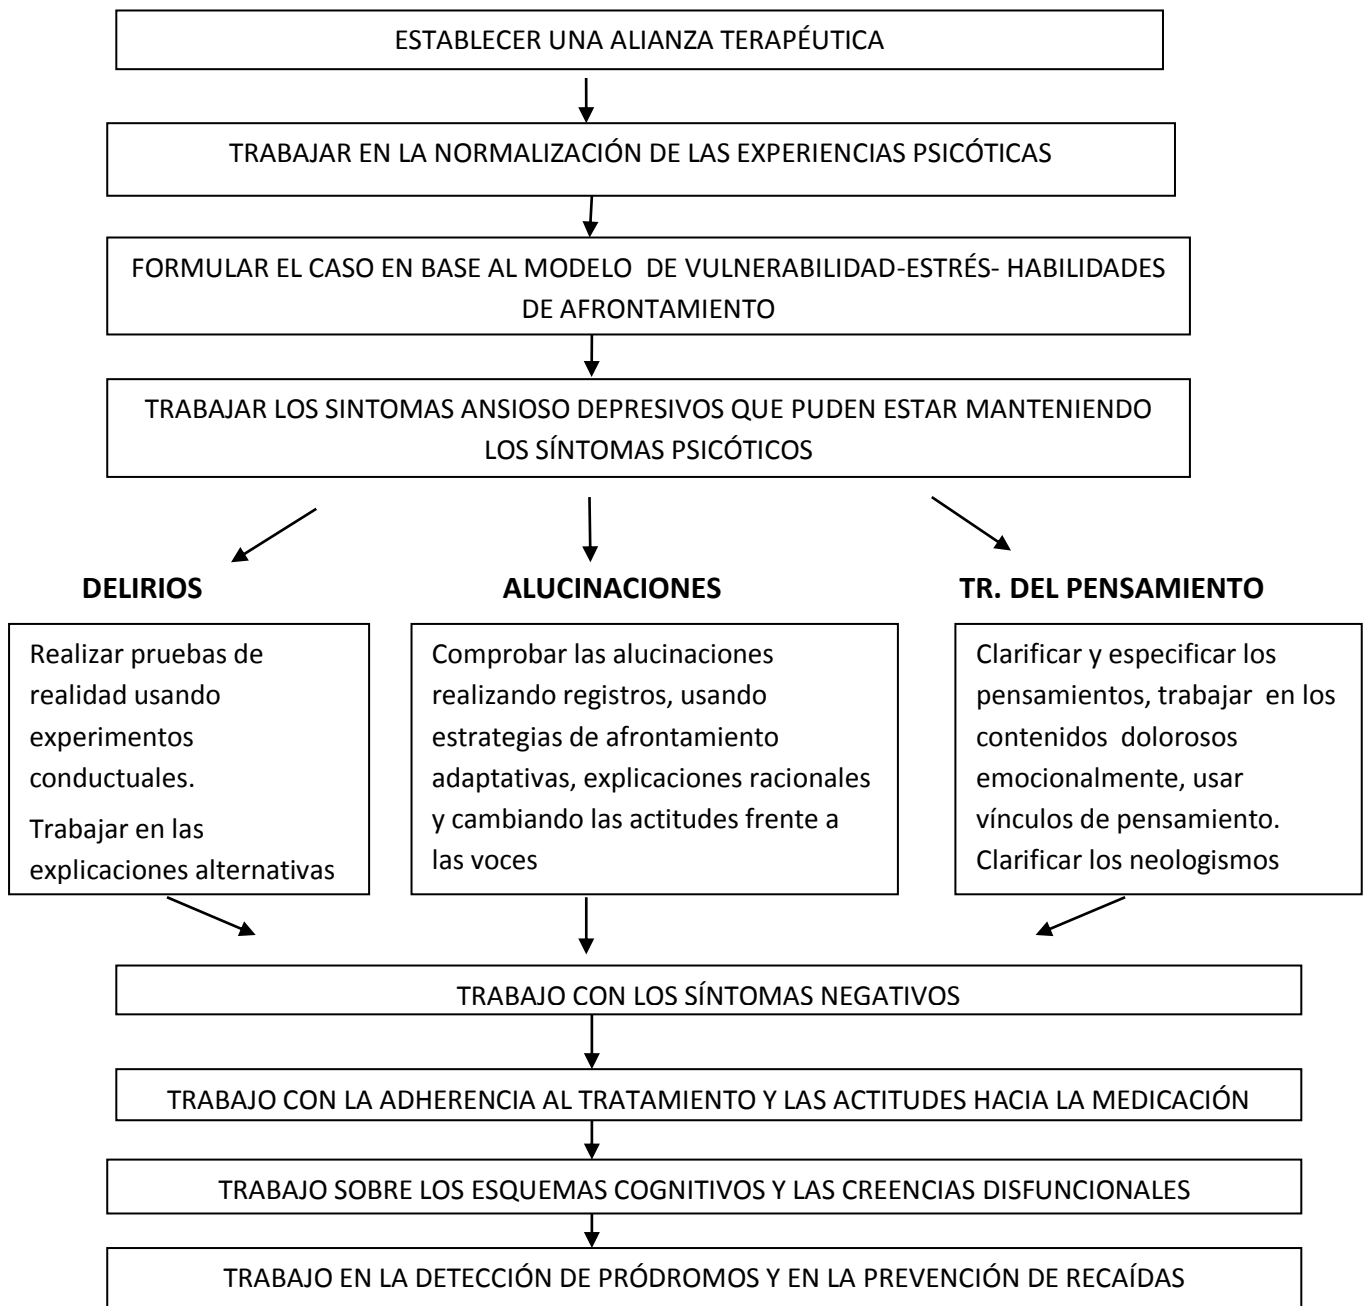 ESTABLECER UNA ALIANZA TERAPÉUTICA
TRABAJAR EN LA NORMALIZACIÓN DE LAS EXPERIENCIAS PSICÓTICAS
FORMULAR EL CASO EN BASE AL MODELO DE VULNERABILIDAD-ESTRÉS- HABILIDADES
DE AFRONTAMIENTO
TRABAJAR LOS SINTOMAS ANSIOSO DEPRESIVOS QUE PUDEN ESTAR MANTENIENDO
LOS SÍNTOMAS PSICÓTICOS
DELIRIOS
Realizar pruebas de
realidad usando
experimentos
conductuales.
Trabajar en las
explicaciones alternativas
ALUCINACIONES
Comprobar las alucinaciones
realizando registros, usando
estrategias de afrontamiento
adaptativas, explicaciones racionales
y cambiando las actitudes frente a
las voces
TR. DEL PENSAMIENTO
Clarificar y especificar los
pensamientos, trabajar en los
contenidos dolorosos
emocionalmente, usar
vínculos de pensamiento.
Clarificar los neologismos
TRABAJO CON LOS SÍNTOMAS NEGATIVOS
TRABAJO CON LA ADHERENCIA AL TRATAMIENTO Y LAS ACTITUDES HACIA LA MEDICACIÓN
TRABAJO SOBRE LOS ESQUEMAS COGNITIVOS Y LAS CREENCIAS DISFUNCIONALES
TRABAJO EN LA DETECCIÓN DE PRÓDROMOS Y EN LA PREVENCIÓN DE RECAÍDAS